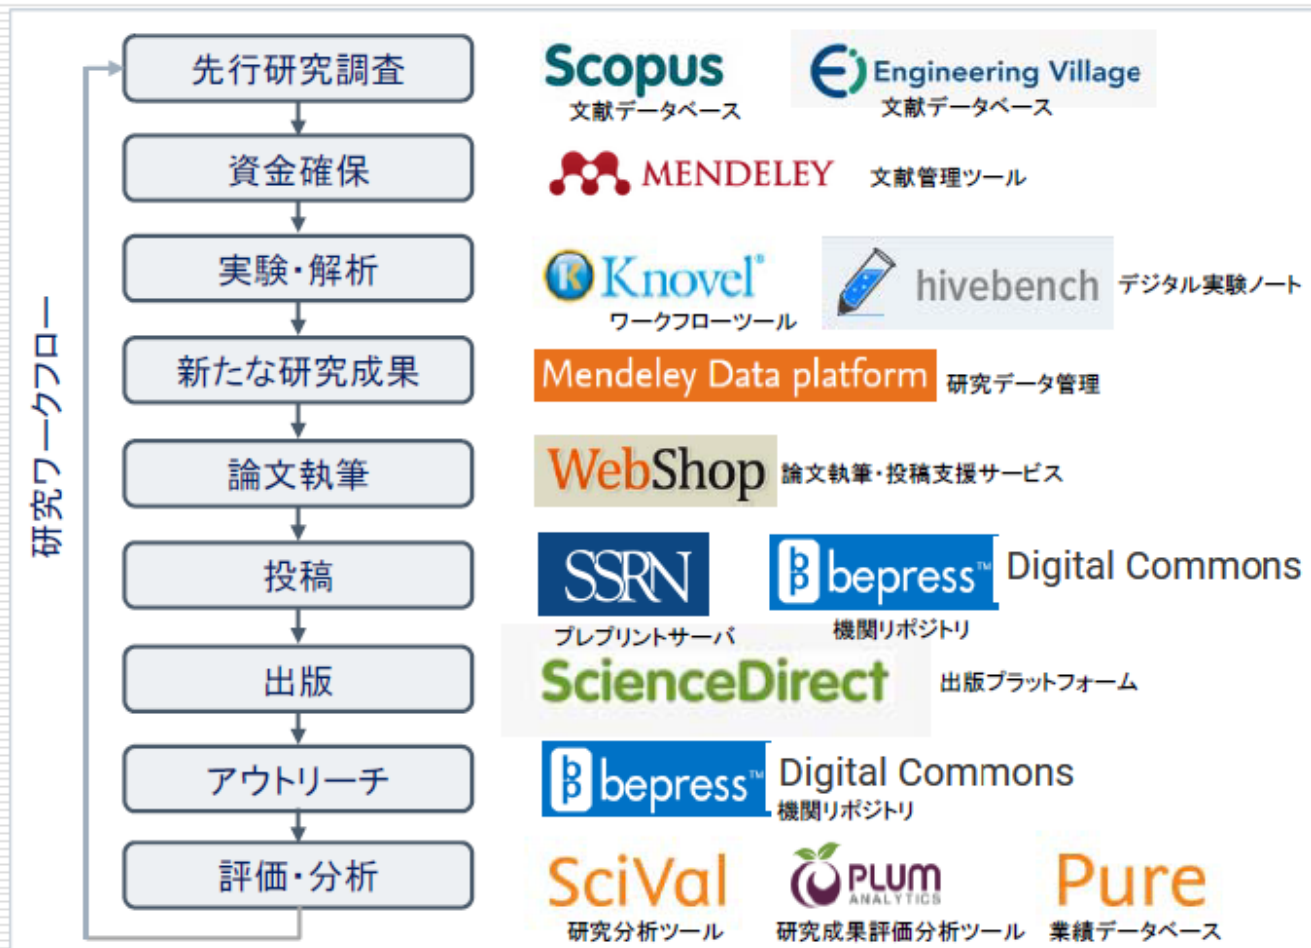 研究ワークフロー
先行研究調査
Scopus
文献データベース
Engineering Village
文献データベース
資金確保
MENDELEY
文献管理ツール
実験・解析
Knovel®
ワークフローツール
hivebench
デジタル実験ノート
新たな研究成果
Mendeley Data platform
研究データ管理
論文執筆
WebShop
論文執筆・投稿支援サービス
投稿
SSRN
プレプリントサーバ
bp bepress™ Digital Commons
機関リポジトリ
出版
ScienceDirect
出版プラットフォーム
アウトリーチ
bp bepress™ Digital Commons
機関リポジトリ
評価・分析
SciVal
研究分析ツール
PLUM
ANALYTICS
研究成果評価分析ツール
Pure
業績データベース